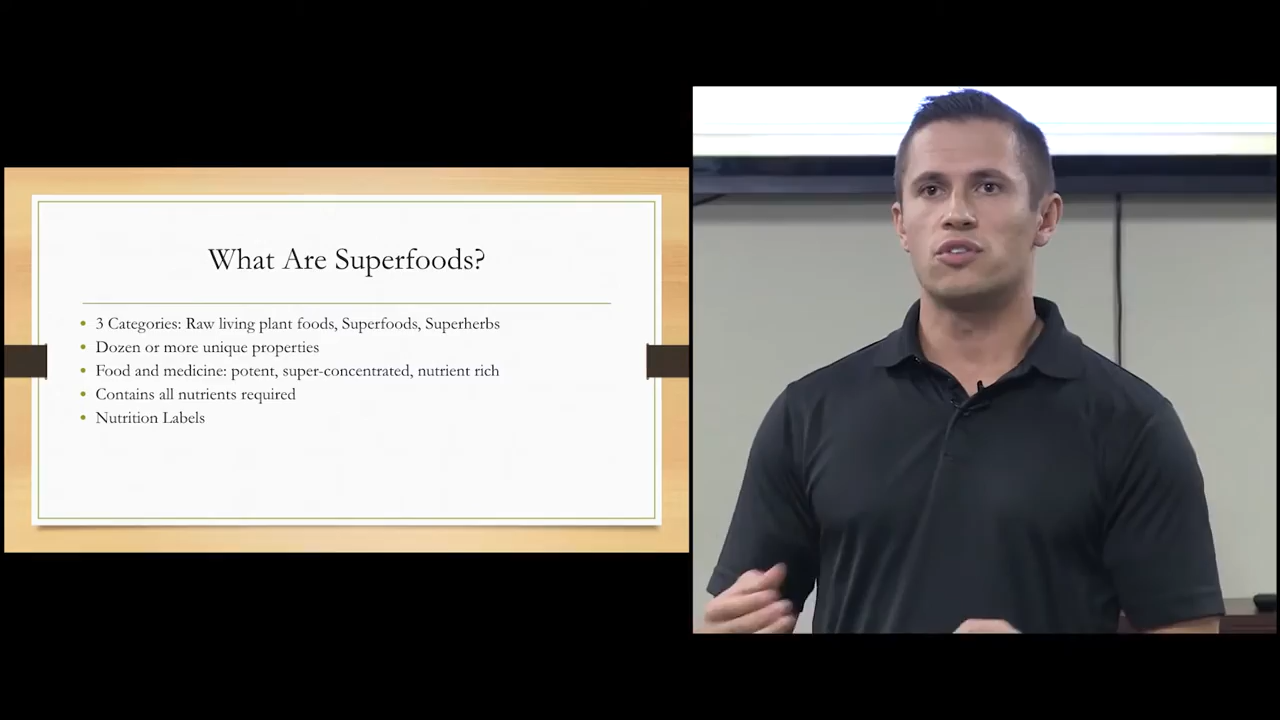 What Are Superfoods?
3 Categories: Raw living plant foods, Superfoods, Superherbs
Dozen or more unique properties
Food and medicine: potent, super-concentrated, nutrient rich
Contains all nutrients required
Nutrition Labels